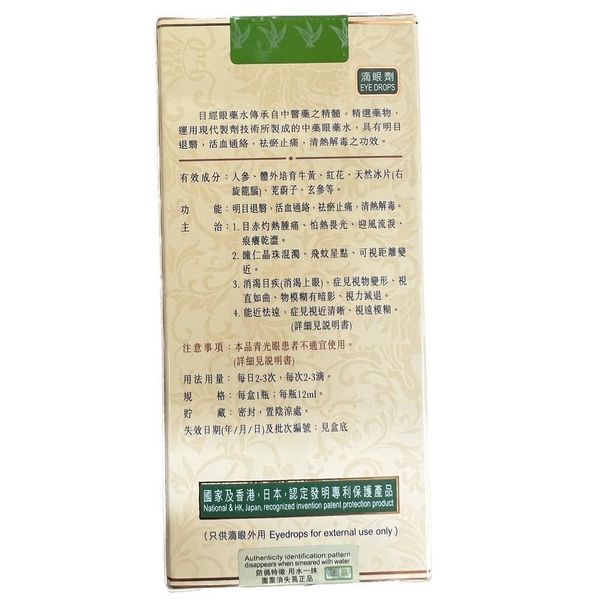 滴眼劑
EYE DROPS
目經眼藥水傳承自中醫藥之精髓，精選藥物，
運用現代製劑技術所製成的中藥眼藥水，具有明目
退翳，活血通絡，祛瘀止痛，清熱解毒之功效。
有效成分：人參、體外培育牛黃、紅花、天然冰片(右
旋龍腦)、茺蔚子、玄參等。
功　　能：明目退翳，活血通絡，祛瘀止痛，清熱解毒。
主　　治：1. 目赤灼熱腫痛、怕熱畏光、迎風流淚、
痕癢乾澀。
2. 瞳仁晶珠混濁、飛蚊星點、可視距離變
近。
3. 消渴目疾(消渴上眼)，症見視物變形、視
直如曲、物模糊有暗影、視力減退。
4. 能近怯遠，症見視近清晰、視遠模糊。
(詳細見説明書)
注意事項：本品青光眼患者不適宜使用。
(詳細見説明書)
用法用量：每日2-3次，每次2-3滴。
規　　格：每盒1瓶；每瓶12ml。
貯　　藏：密封，置陰涼處。
失效日期(年/月/日)及批次編號：見盒底
國家及香港，日本，認定發明專利保護產品
National & HK, Japan, recognized invention patent protection product
(只供滴眼外用 Eyedrops for external use only )
Authenticity identification:pattern
disappears when smeared with water
防僞特徵:用水一抹
圖案消失爲正品
正品